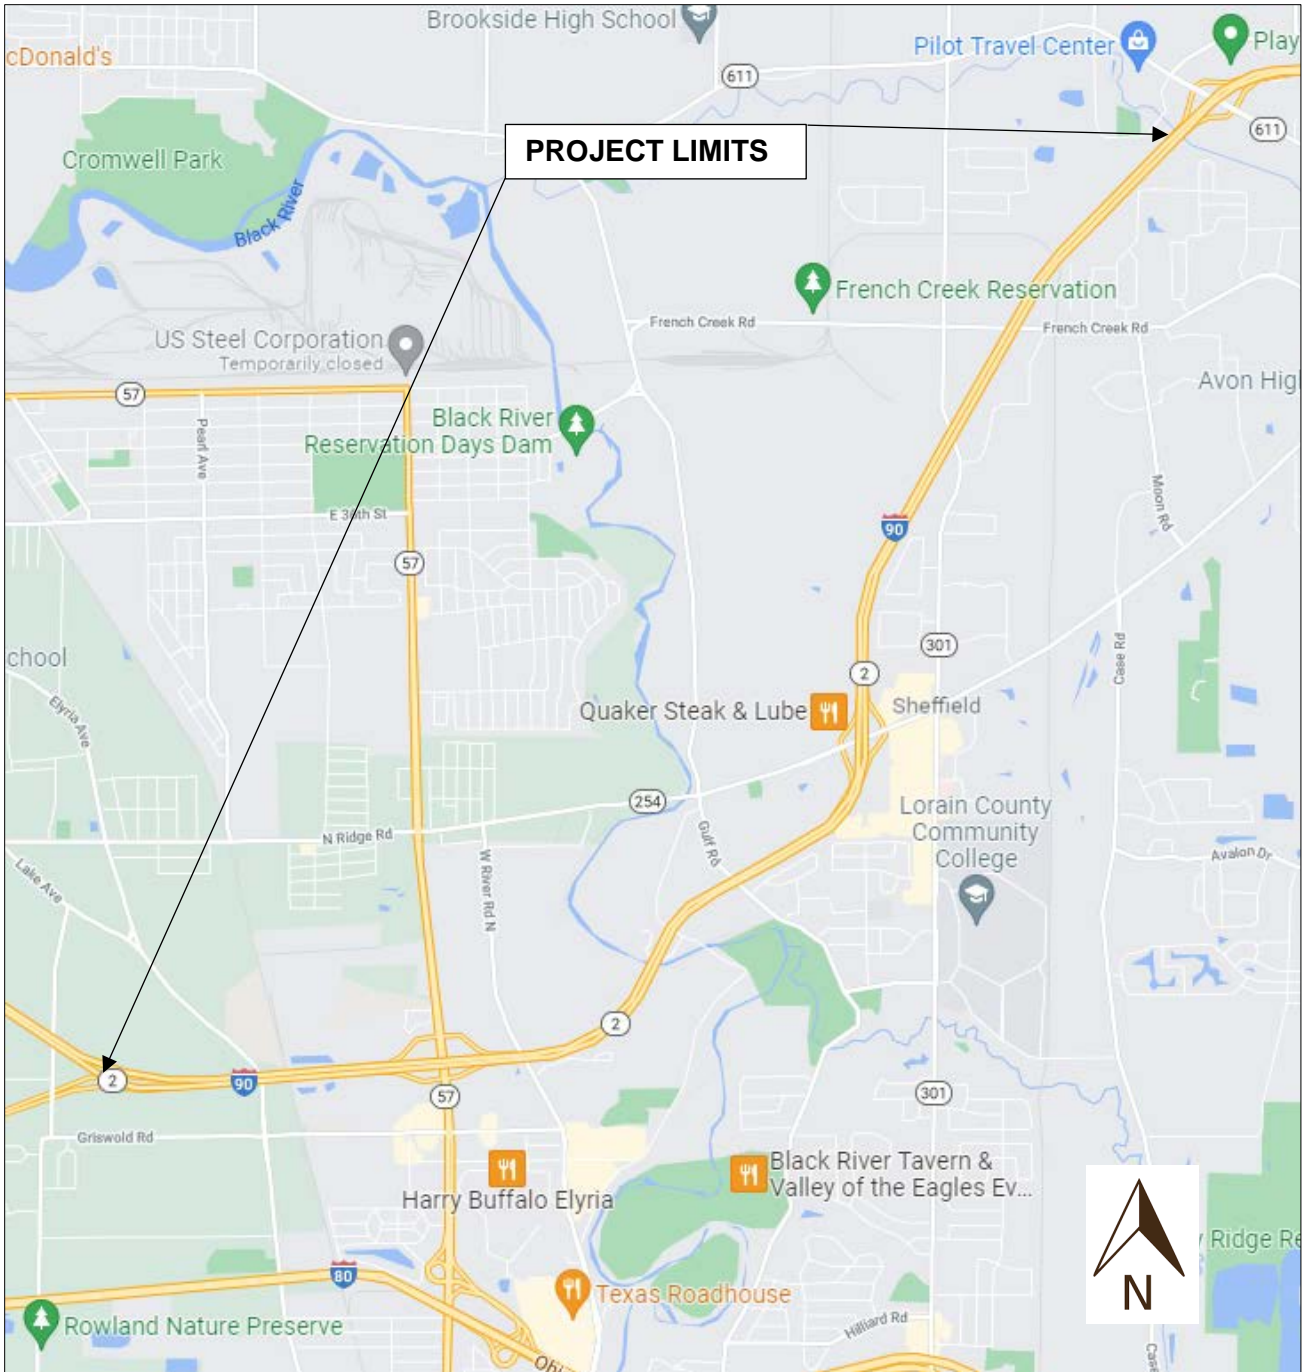 Brookside High School
cDonald's
Pilot Travel Center
Play
611
611
PROJECT LIMITS
Cromwell Park
Black River
French Creek Reservation
French Creek Rd
French Creek Rd
US Steel Corporation
Temporarily closed
57
Pearl Ave
Avon Hig
Black River
Reservation Days Dam
E 36th St
Moon Rd
90
57
301
Case Rd
chool
2
Elyria Ave
Quaker Steak & Lube
Sheffield
254
Lorain County
Community
College
N Ridge Rd
Gulf Rd
Avalon Dr
Lake Ave
W River Rd N
2
2
90
57
301
Griswold Rd
Black River Tavern &
Valley of the Eagles Ev...
Harry Buffalo Elyria
N
Ridge Re
80
Texas Roadhouse
Rowland Nature Preserve
Hilliard Rd